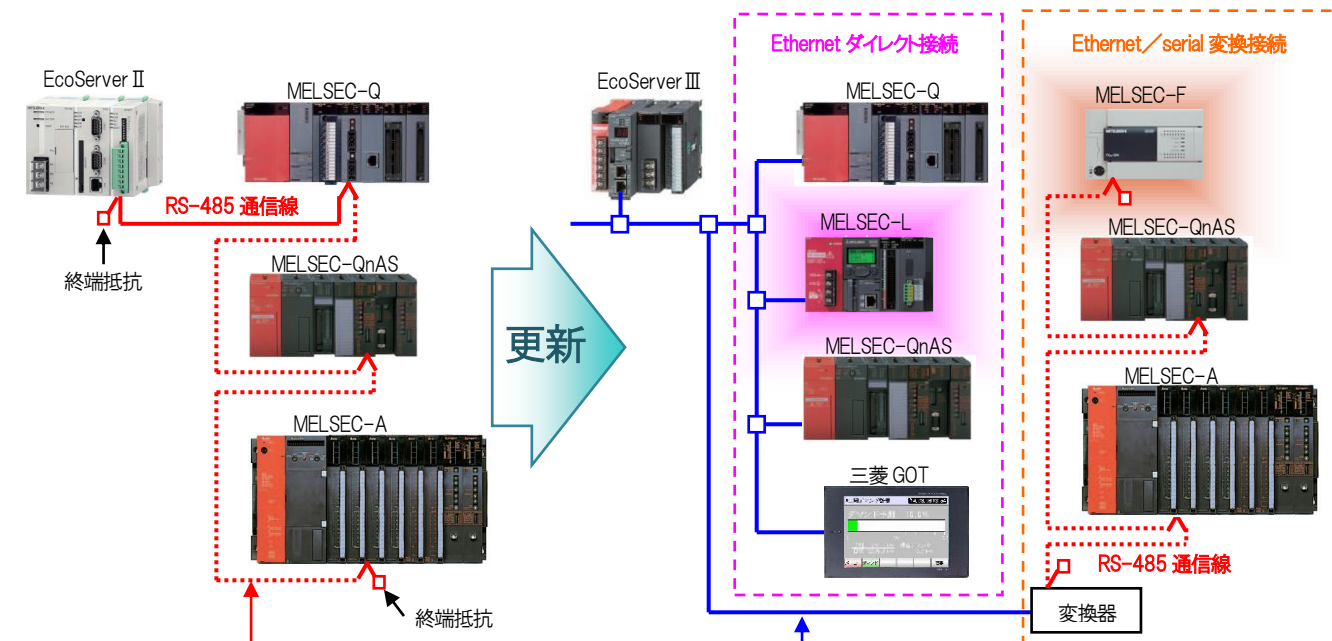 EcoServerⅡ
MELSEC-Q
RS-485 通信線
終端抵抗
MELSEC-QnAS
MELSEC-A
終端抵抗
更新
EcoServerⅢ
Ethernet ダイレクト接続
MELSEC-Q
MELSEC-L
MELSEC-QnAS
三菱 GOT
Ethernet/serial 変換接続
MELSEC-F
MELSEC-QnAS
MELSEC-A
RS-485 通信線
変換器